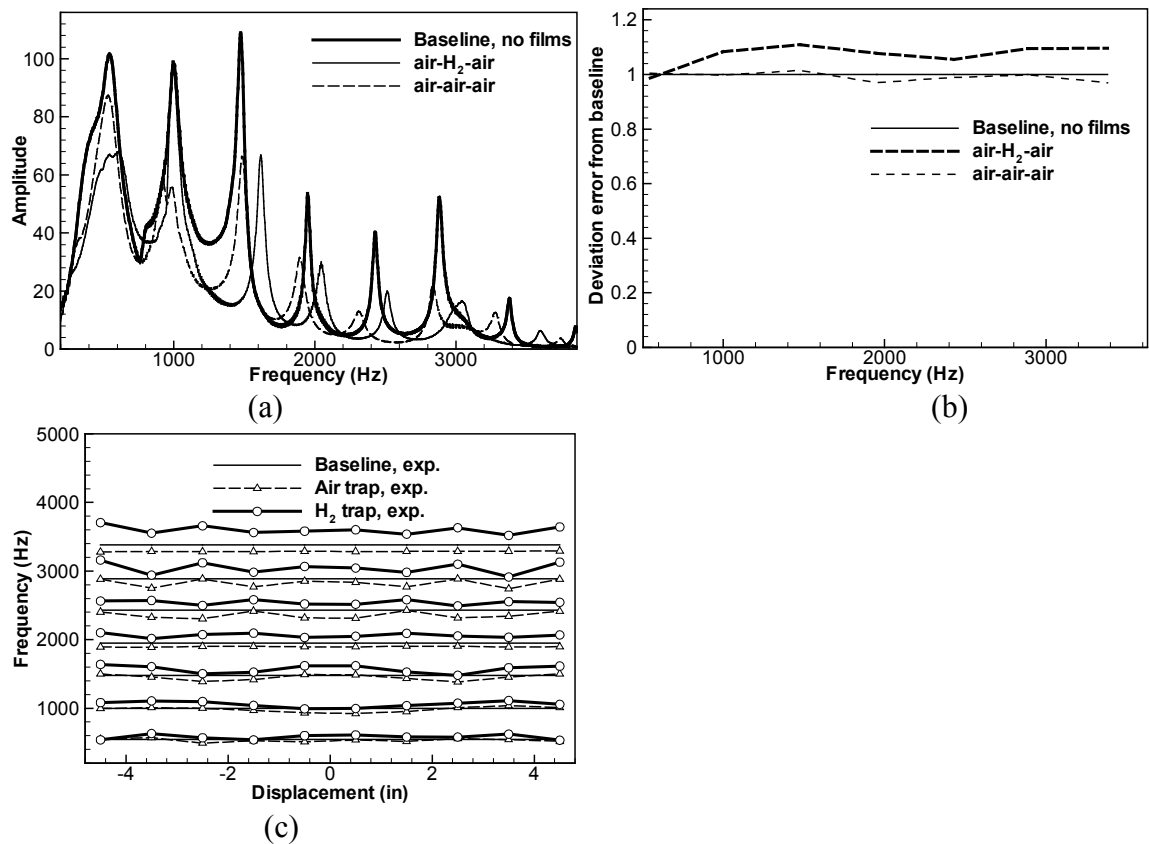 Amplitude
100
80
60
40
20
0
1000
2000
3000
Frequency (Hz)
Baseline, no films
air-H2-air
air-air-air
(a)
Deviation error from baseline
1.2
1
0.8
0.6
0.4
0.2
0
1000
2000
3000
Frequency (Hz)
Baseline, no films
air-H2-air
air-air-air
(b)
Frequency (Hz)
5000
4000
3000
2000
1000
-4
-2
0
2
4
Displacement (in)
Baseline, exp.
Air trap, exp.
H2 trap, exp.
(c)